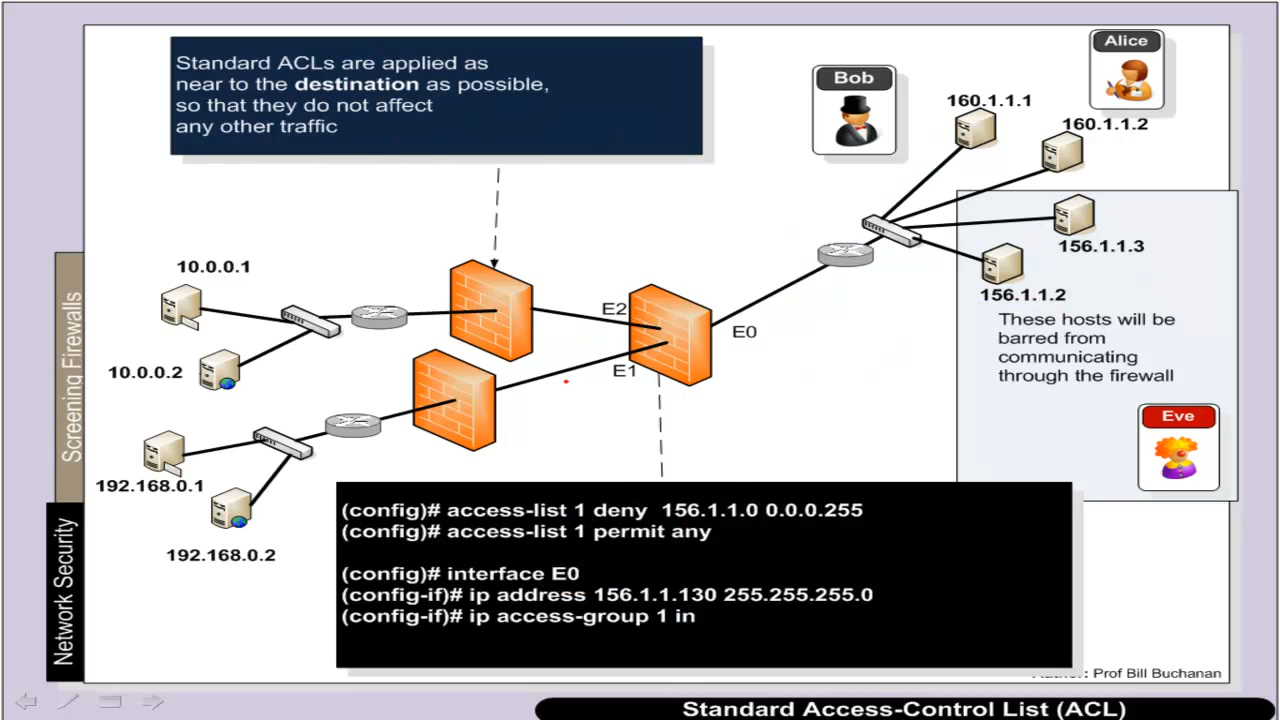 Standard ACLs are applied as
near to the destination as possible,
so that they do not affect
any other traffic
Bob
Alice
160.1.1.1
160.1.1.2
156.1.1.3
156.1.1.2
These hosts will be
barred from
communicating
through the firewall
Eve
10.0.0.1
10.0.0.2
E2
E0
E1
192.168.0.1
192.168.0.2
Screening Firewalls
Network Security
(config)# access-list 1 deny 156.1.1.0 0.0.0.255
(config)# access-list 1 permit any
(config)# interface E0
(config-if)# ip address 156.1.1.130 255.255.255.0
(config-if)# ip access-group 1 in
Prof Bill Buchanan
Standard Access-Control List (ACL)